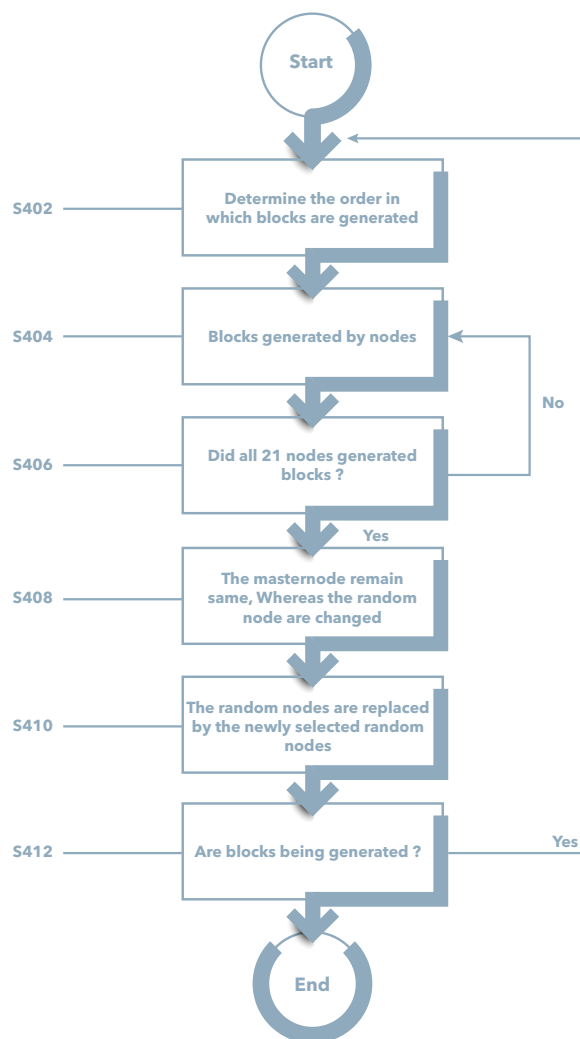 Start
S402
Determine the order in
which blocks are generated
S404
Blocks generated by nodes
No
S406
Did all 21 nodes generated
blocks ?
Yes
S408
The masternode remain
same, Whereas the random
node are changed
S410
The random nodes are replaced
by the newly selected random
nodes
S412
Are blocks being generated ?
Yes
End